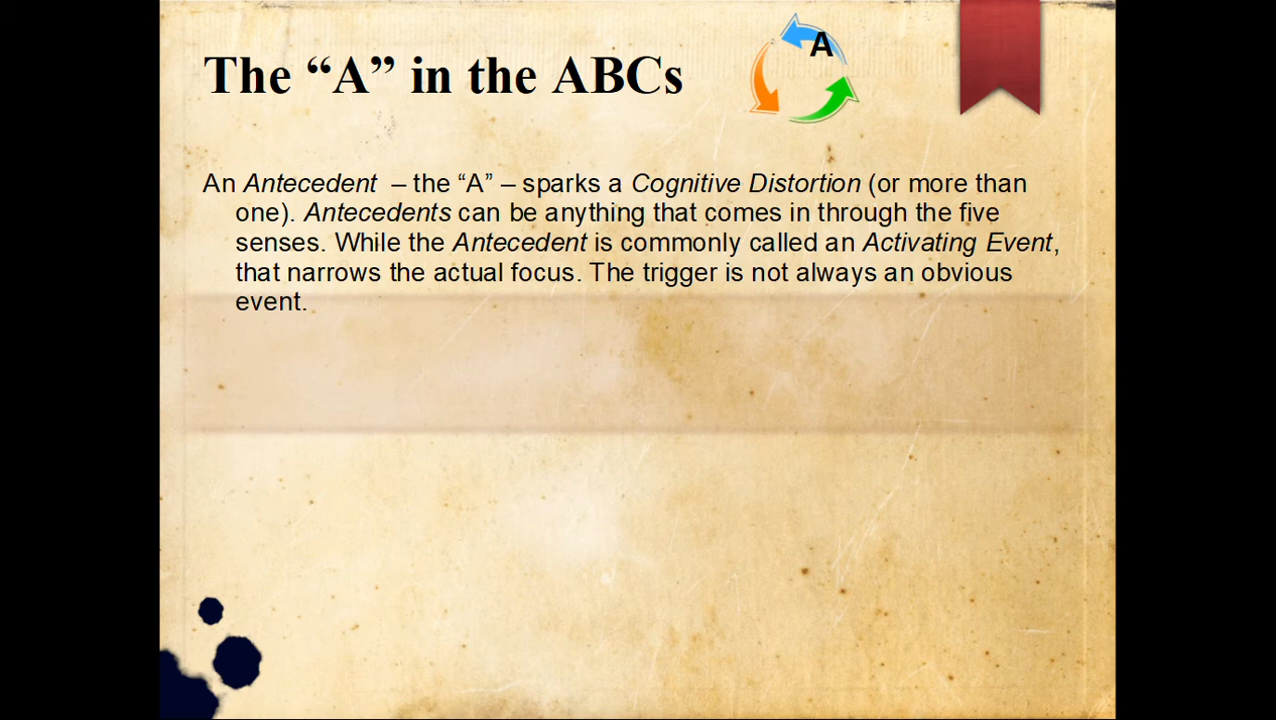 The “A” in the ABCs
A
An Antecedent – the “A” – sparks a Cognitive Distortion (or more than
one). Antecedents can be anything that comes in through the five
senses. While the Antecedent is commonly called an Activating Event,
that narrows the actual focus. The trigger is not always an obvious
event.